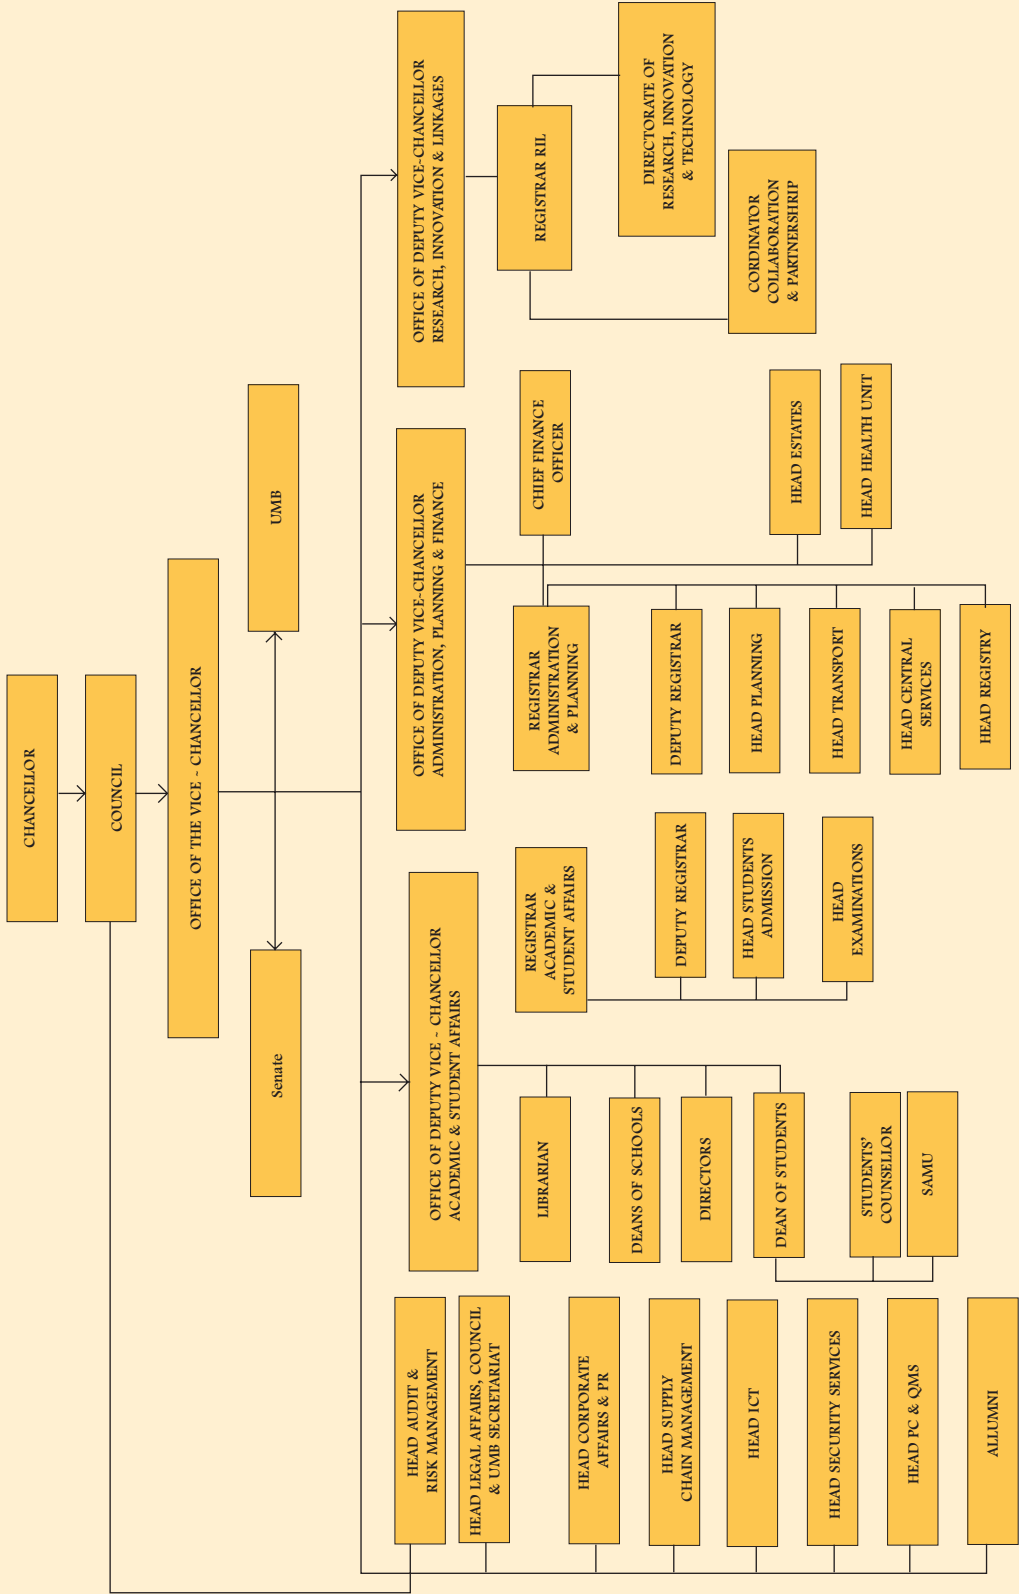 CHANCELLOR
COUNCIL
OFFICE OF THE VICE - CHANCELLOR
Senate
UMB
HEAD AUDIT &
RISK MANAGEMENT
HEAD LEGAL AFFAIRS, COUNCIL
& UMB SECRETARIAT
HEAD CORPORATE
AFFAIRS & PR
HEAD SUPPLY
CHAIN MANAGEMENT
HEAD ICT
HEAD SECURITY SERVICES
HEAD PC & QMS
ALLUMNI
OFFICE OF DEPUTY VICE - CHANCELLOR
ACADEMIC & STUDENT AFFAIRS
LIBRARIAN
DEANS OF SCHOOLS
DIRECTORS
DEAN OF STUDENTS
STUDENTS'
COUNSELLOR
SAMU
REGISTRAR
ACADEMIC &
STUDENT AFFAIRS
DEPUTY REGISTRAR
HEAD STUDENTS
ADMISSION
HEAD
EXAMINATIONS
OFFICE OF DEPUTY VICE-CHANCELLOR
ADMINISTRATION, PLANNING & FINANCE
REGISTRAR
ADMINISTRATION
& PLANNING
DEPUTY REGISTRAR
HEAD PLANNING
HEAD TRANSPORT
HEAD CENTRAL
SERVICES
HEAD REGISTRY
CHIEF FINANCE
OFFICER
HEAD ESTATES
HEAD HEALTH UNIT
OFFICE OF DEPUTY VICE-CHANCELLOR
RESEARCH, INNOVATION & LINKAGES
REGISTRAR RIL
CORDINATOR
COLLABORATION
& PARTNERSHRIP
DIRECTORATE OF
RESEARCH, INNOVATION
& TECHNOLOGY